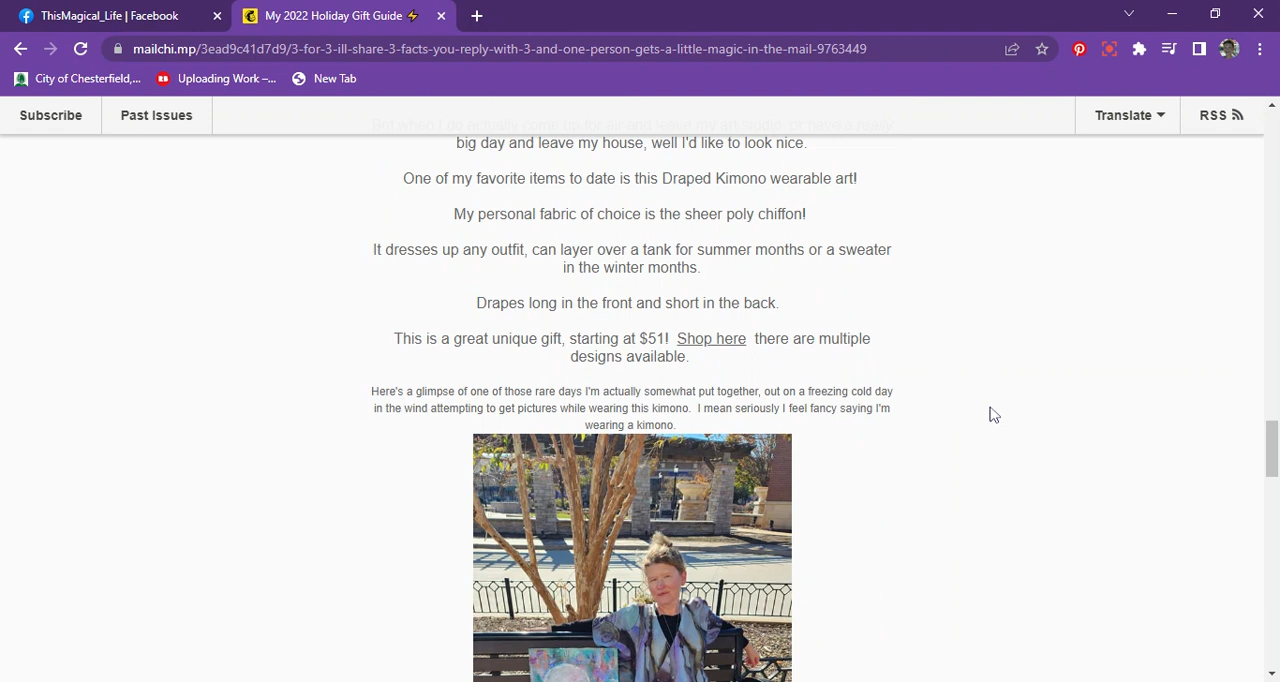 ThisMagical_Life | Facebook
My 2022 Holiday Gift Guide ⚡
mailchi.mp/3ead9c41d7d9/3-for-3-ill-share-3-facts-you-reply-with-3-and-one-person-gets-a-little-magic-in-the-mail-9763449
City of Chesterfield,...
Uploading Work –...
New Tab
Subscribe
Past Issues
Translate
RSS
big day and leave my house, well I'd like to look nice.
One of my favorite items to date is this Draped Kimono wearable art!
My personal fabric of choice is the sheer poly chiffon!
It dresses up any outfit, can layer over a tank for summer months or a sweater
in the winter months.
Drapes long in the front and short in the back.
This is a great unique gift, starting at $51! Shop here there are multiple
designs available.
Here's a glimpse of one of those rare days I'm actually somewhat put together, out on a freezing cold day
in the wind attempting to get pictures while wearing this kimono. I mean seriously I feel fancy saying I'm
wearing a kimono.